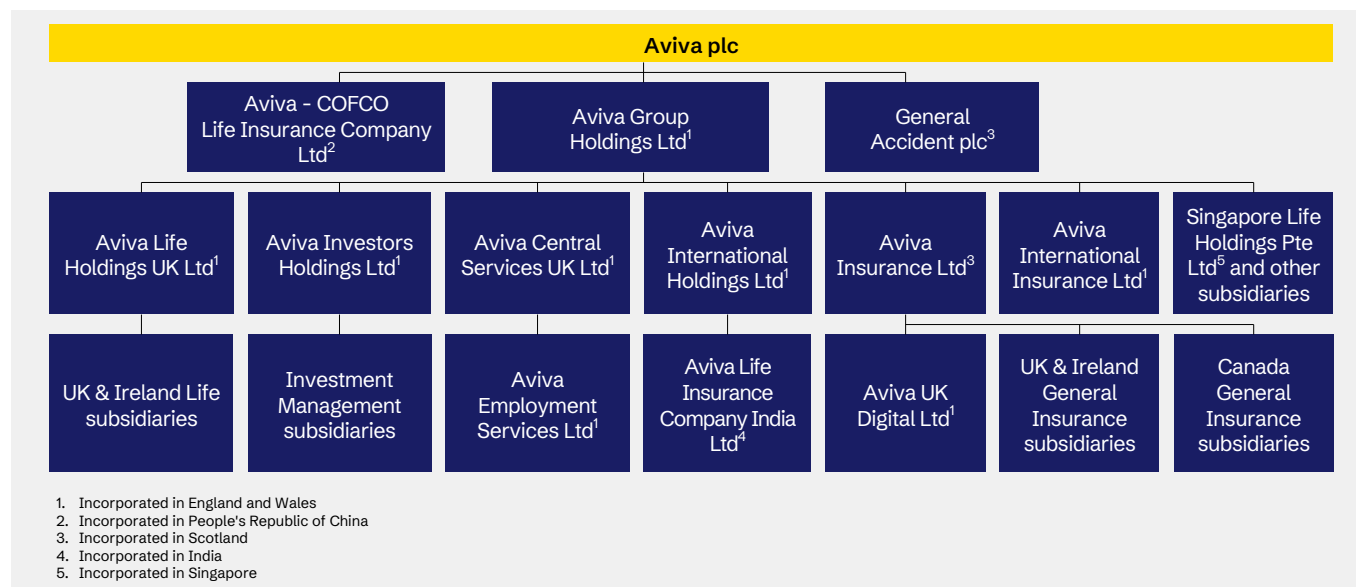 Aviva plc
Aviva - COFCO
Life Insurance Company
Ltd2
Aviva Group
Holdings Ltd1
General
Accident plc3
Aviva Life
Holdings UK Ltd1
Aviva Investors
Holdings Ltd1
Aviva Central
Services UK Ltd1
Aviva
International
Holdings Ltd1
Aviva
Insurance Ltd3
Aviva
International
Insurance Ltd1
Singapore Life
Holdings Pte
Ltd5 and other
subsidiaries
UK & Ireland Life
subsidiaries
Investment
Management
subsidiaries
Aviva
Employment
Services Ltd1
Aviva Life
Insurance
Company India
Ltd4
Aviva UK
Digital Ltd1
UK & Ireland
General
Insurance
subsidiaries
Canada
General
Insurance
subsidiaries
1. Incorporated in England and Wales
2. Incorporated in People's Republic of China
3. Incorporated in Scotland
4. Incorporated in India
5. Incorporated in Singapore